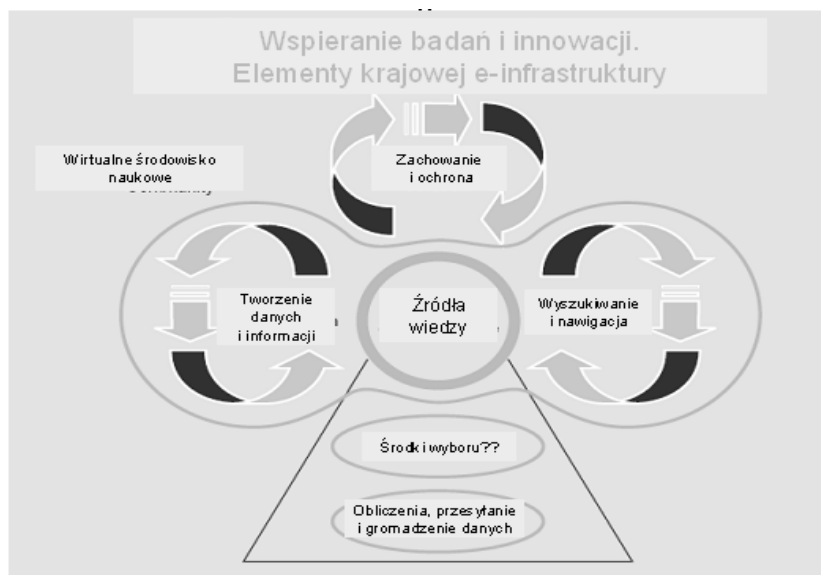 Wspieranie badań i innowacji.
Elementy krajowej e-infrastruktury
Wirtualne środowisko
naukowe
Zachowanie
i ochrona
Tworzenie
danych
i informacji
Źródła
wiedzy
Wyszukiwanie
i nawigacja
Środki wyboru??
Obliczenia, przesyłanie
i gromadzenie danych